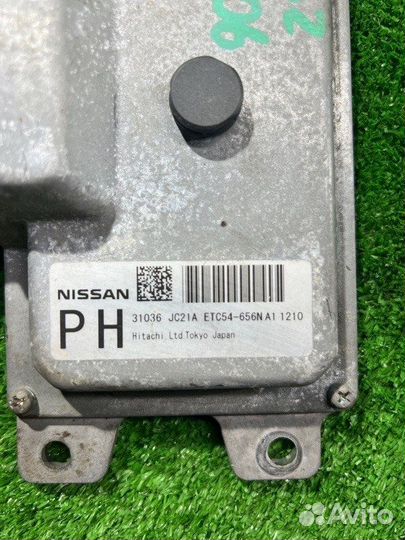 NISSAN
PH 31036 JC21A ETC54-656N A1 1210
Hitachi Ltd Tokyo Japan
Avito